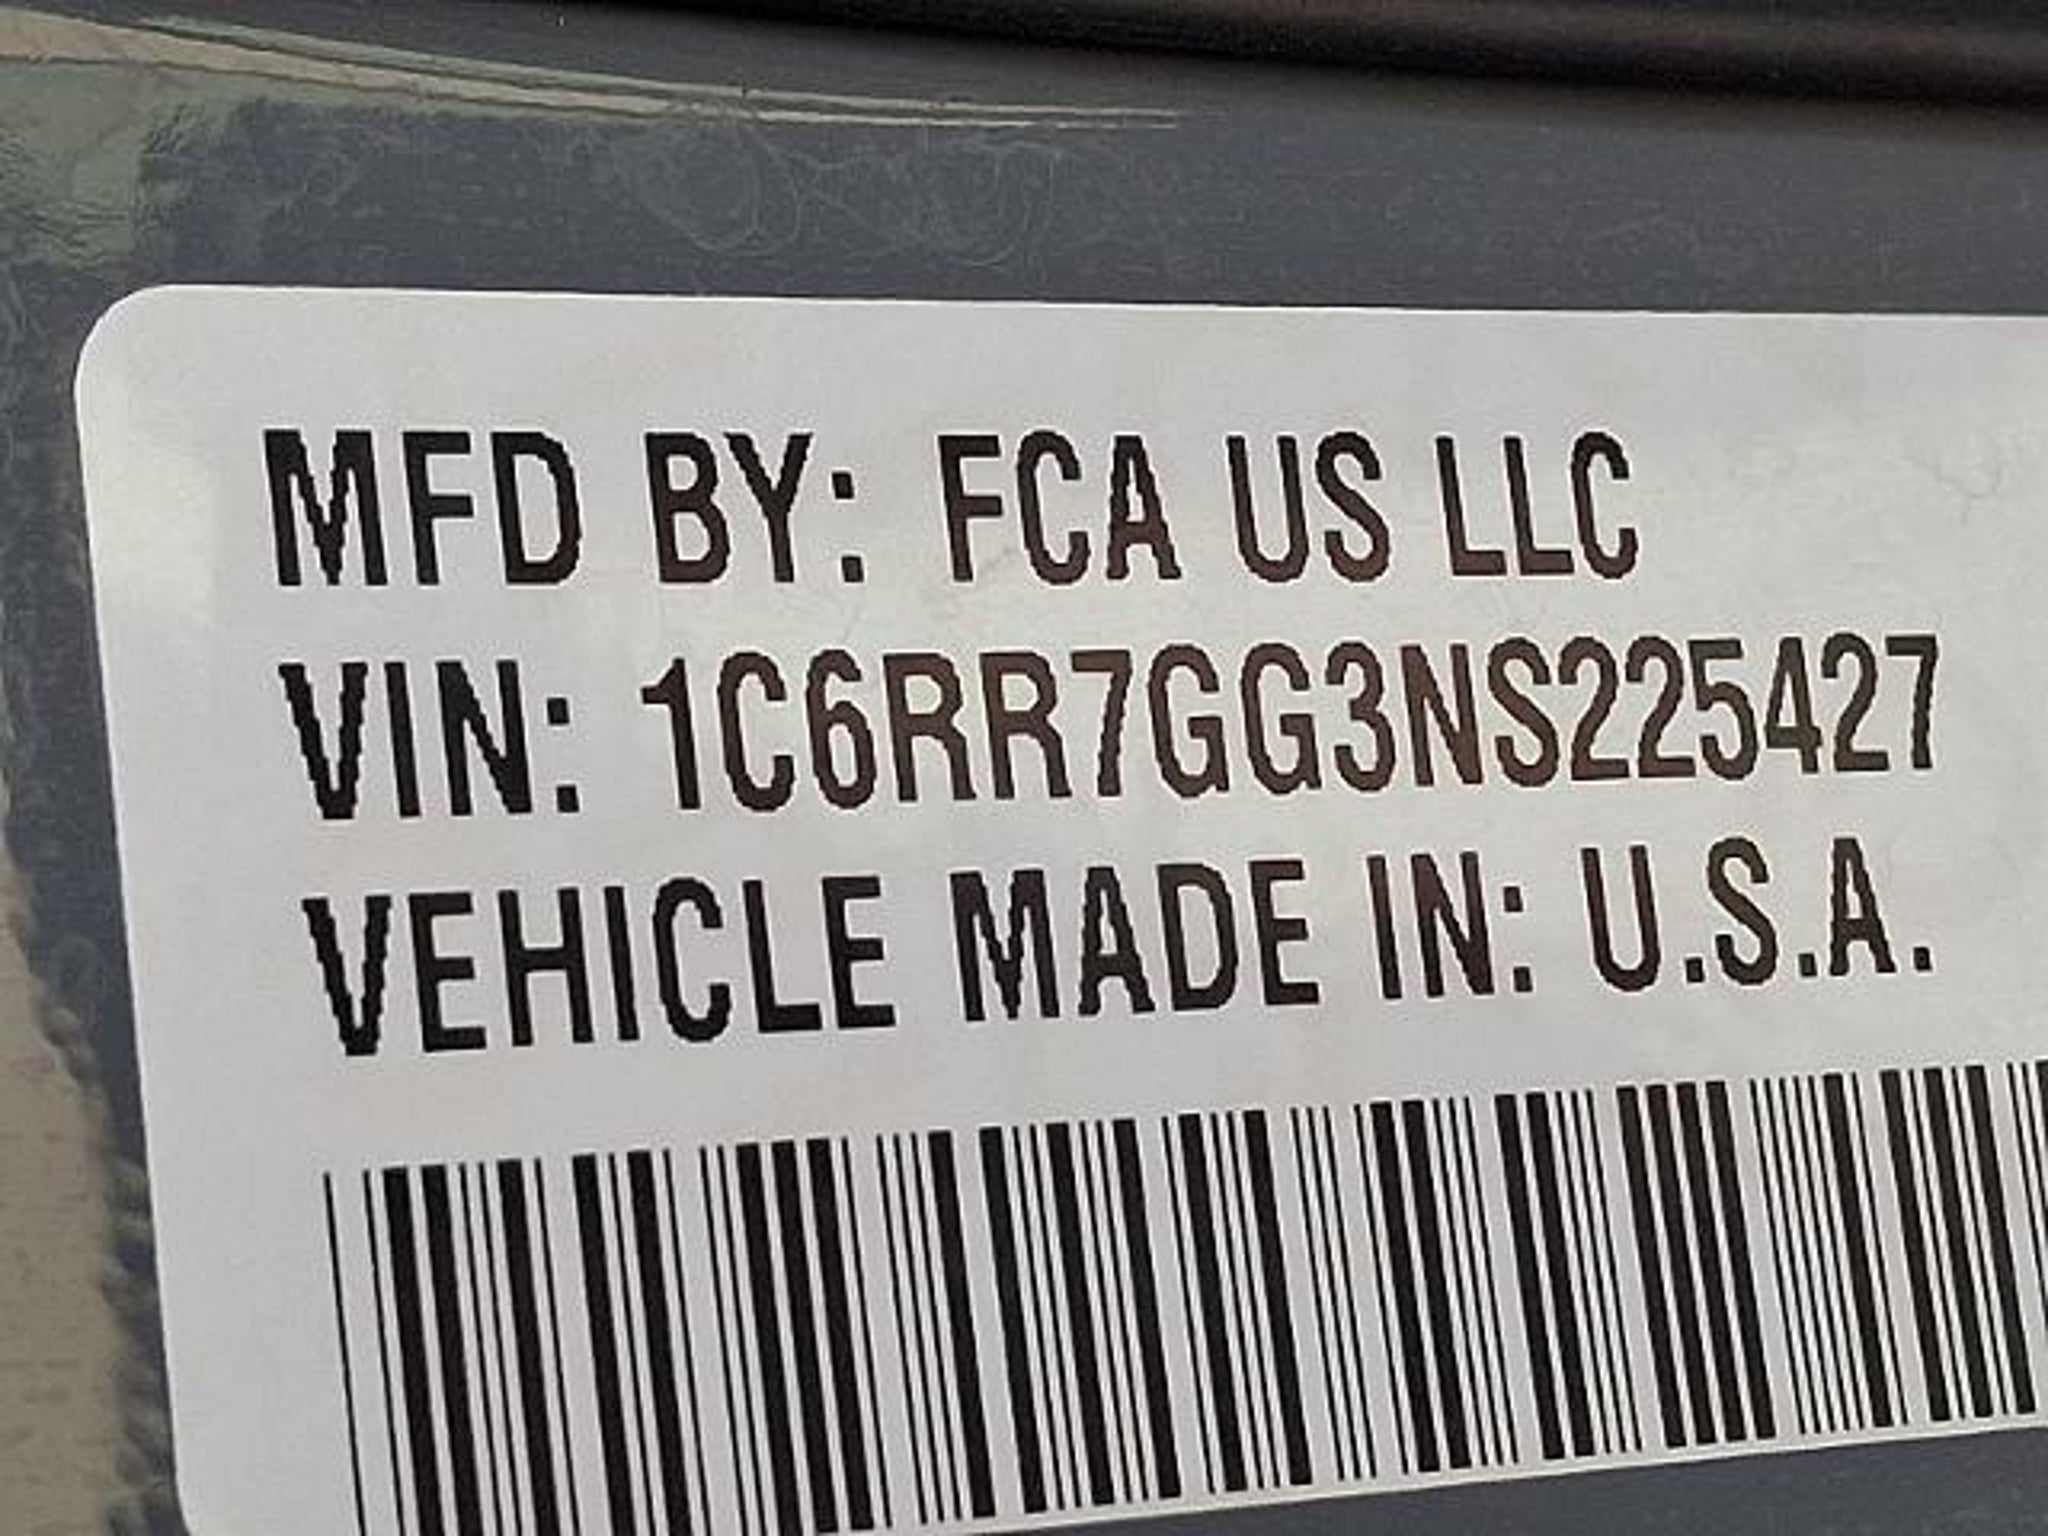 MFD BY: FCA US LLC
VIN: 1C6RR7GG3NS225427
VEHICLE MADE IN: U.S.A.